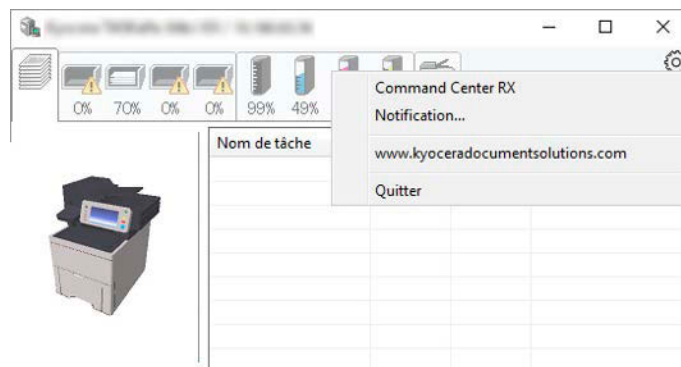 0% 70% 0% 0% 99% 49%
Nom de tâche
Command Center RX
Notification...
www.kyoceradocumentsolutions.com
Quitter